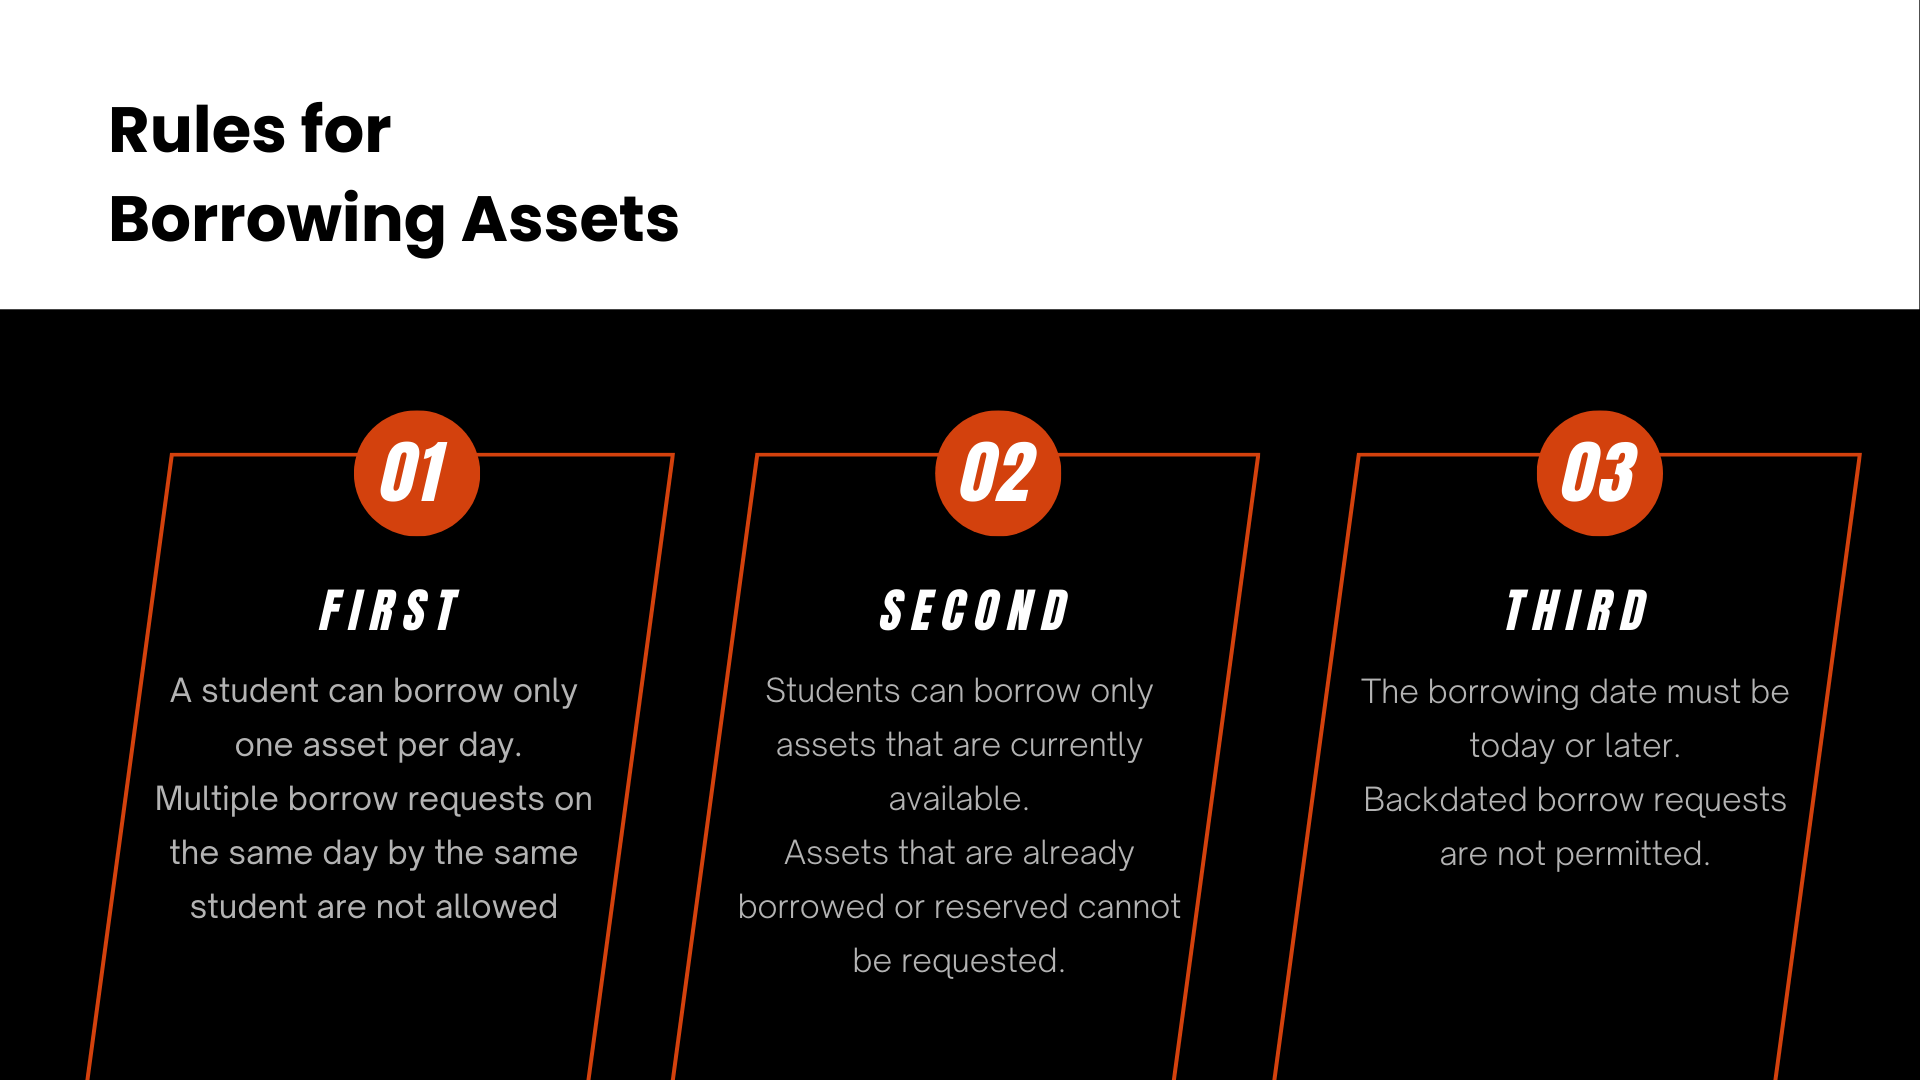 Rules for
Borrowing Assets
01
FIRST
A student can borrow only
one asset per day.
Multiple borrow requests on
the same day by the same
student are not allowed
02
SECOND
Students can borrow only
assets that are currently
available.
Assets that are already
borrowed or reserved cannot
be requested.
03
THIRD
The borrowing date must be
today or later.
Backdated borrow requests
are not permitted.